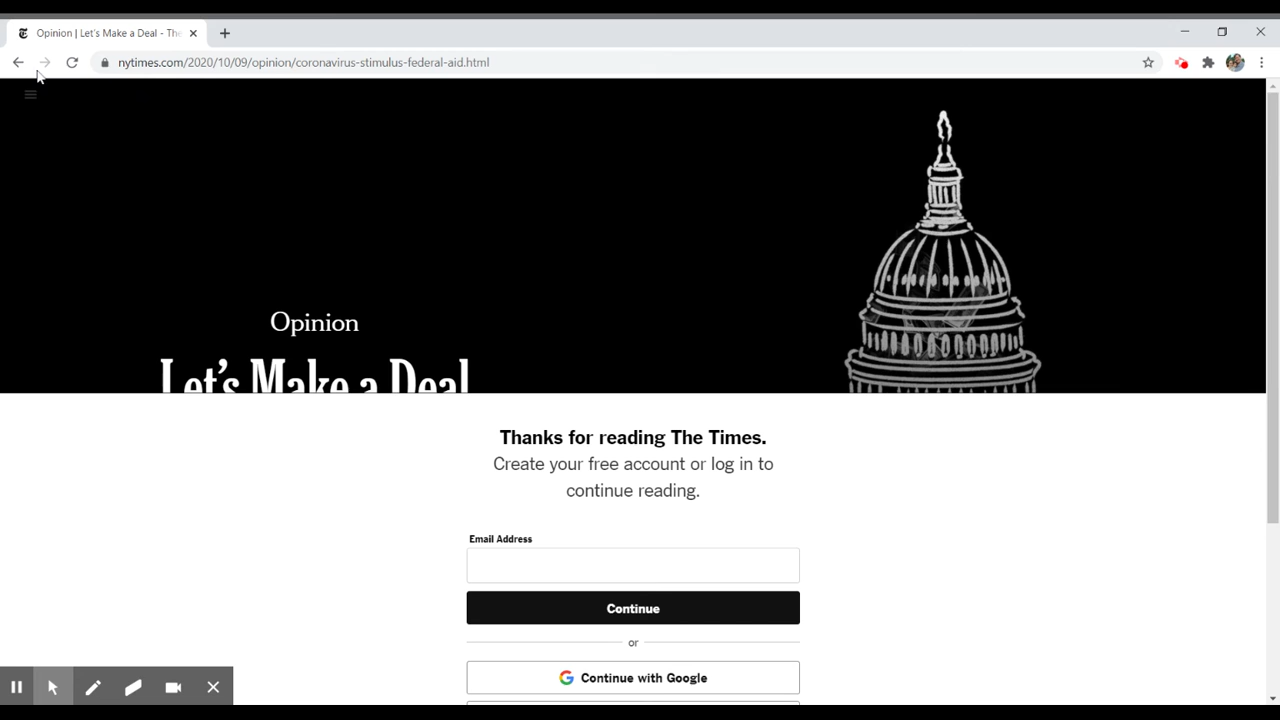 Opinion | Let's Make a Deal - The
nytimes.com/2020/10/09/opinion/coronavirus-stimulus-federal-aid.html
Opinion
Let's Make a Deal
Thanks for reading The Times.
Create your free account or log in to
continue reading.
Email Address
Continue
or
Continue with Google